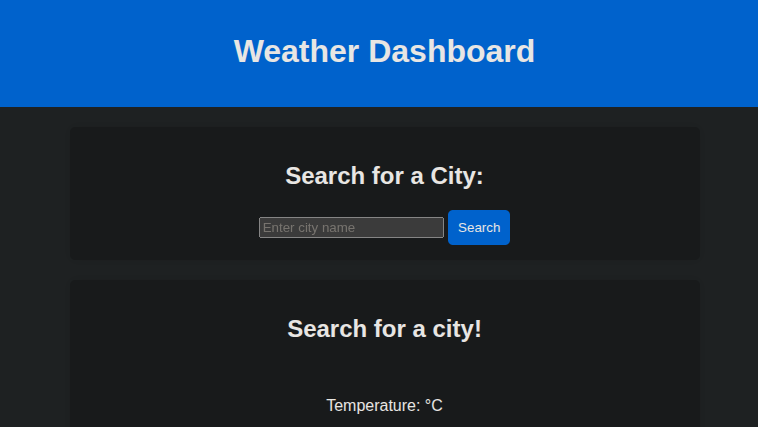 Weather Dashboard
Search for a City:
Enter city name
Search
Search for a city!
Temperature: °C